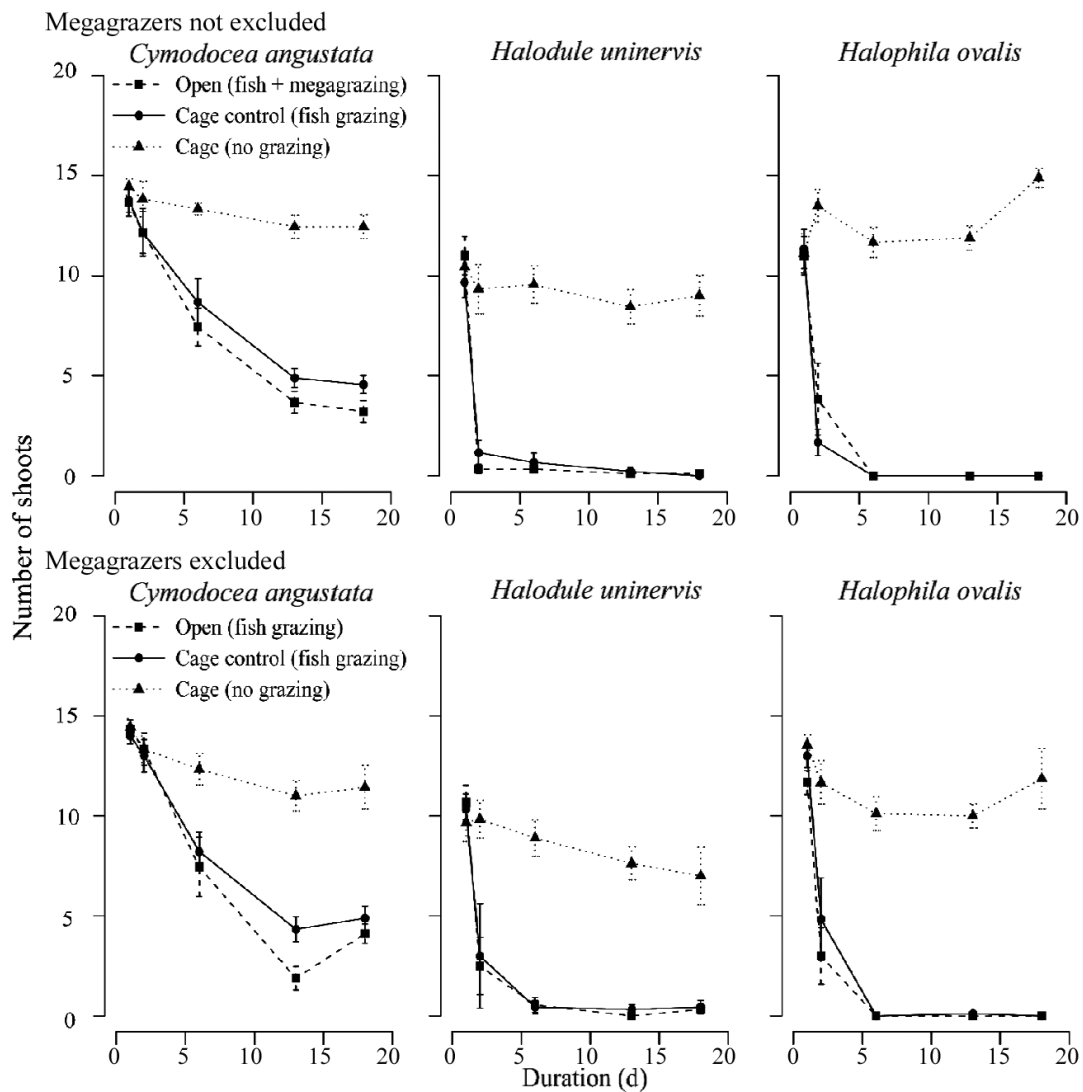 Megagrazers not excluded
Cymodocea angustata
Halodule uninervis
Halophila ovalis
20
15
10
5
0
Open (fish + megagrazing)
Cage control (fish grazing)
Cage (no grazing)
0 5 10 15 20
0 5 10 15 20
0 5 10 15 20
Number of shoots
Megagrazers excluded
Cymodocea angustata
Halodule uninervis
Halophila ovalis
20
15
10
5
0
Open (fish grazing)
Cage control (fish grazing)
Cage (no grazing)
0 5 10 15 20
0 5 10 15 20
0 5 10 15 20
Duration (d)